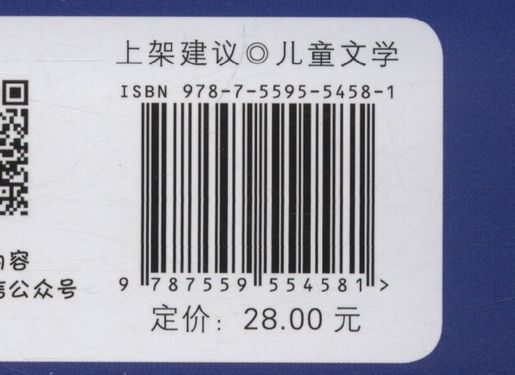 上架建议◎儿童文学
ISBN 978-7-5595-5458-1
9 787559 554581 >
定价：28.00 元
内容
信公众号